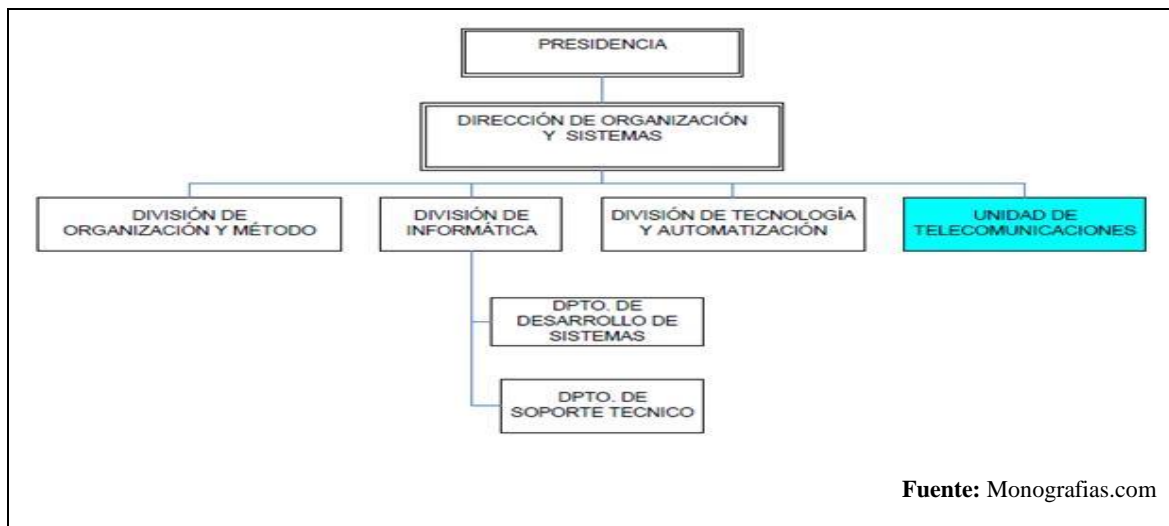 PRESIDENCIA
DIRECCIÓN DE ORGANIZACIÓN
Y SISTEMAS
DIVISIÓN DE
ORGANIZACIÓN Y MÉTODO
DIVISIÓN DE
INFORMÁTICA
DIVISIÓN DE TECNOLOGÍA
Y AUTOMATIZACIÓN
UNIDAD DE
TELECOMUNICACIONES
DPTO. DE
DESARROLLO DE
SISTEMAS
DPTO. DE
SOPORTE TECNICO
Fuente: Monografias.com